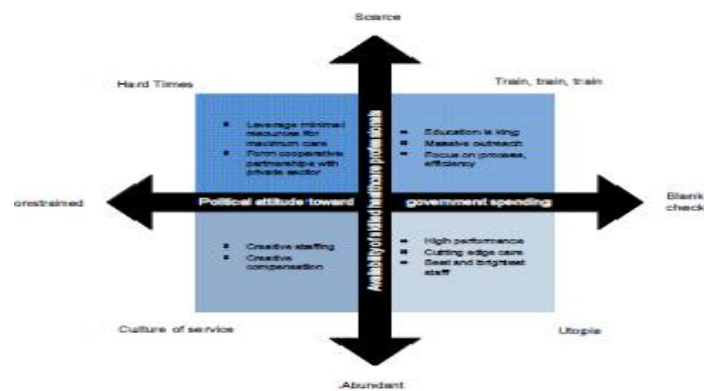 Scarce
Hard Times
Train, train, train
Leverage minimal
resources for
maximum care
Form cooperative
partnerships with
private sector
Education is king
Massive outreach
Focus on process,
efficiency
onstrained
Political attitude toward
government spending
Blank
check
Availability of skilled healthcare professionals
Creative staffing
Creative
compensation
High performance
Cutting edge care
Best and brightest
staff
Culture of service
Utopia
Abundant